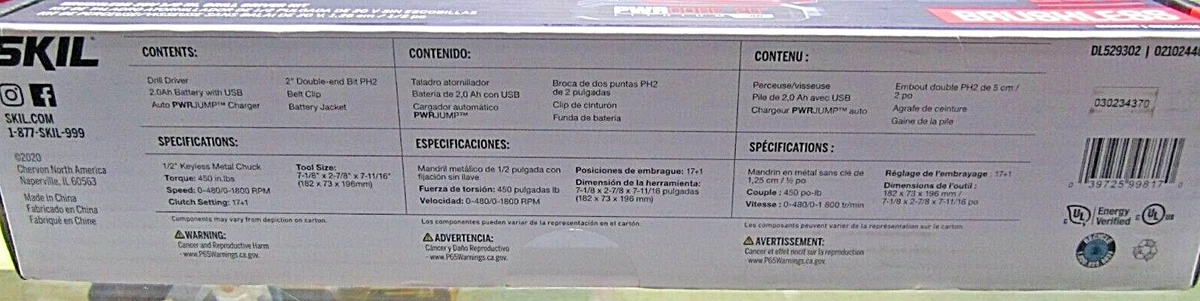 PWRCORE 20
BRUSHLESS
SKIL
SKIL.COM
1-877-SKIL-999
©2020
Chervon North America
Naperville, IL 60563
Made in China
Fabricado en China
Fabriqué en Chine
CONTENTS:
Drill Driver
2.0Ah Battery with USB
Auto PWRJUMP™ Charger
2" Double-end Bit PH2
Belt Clip
Battery Jacket
SPECIFICATIONS:
1/2" Keyless Metal Chuck
Torque: 450 in.lbs
Speed: 0-480/0-1800 RPM
Clutch Setting: 17+1
Tool Size:
7-1/8" x 2-7/8" x 7-11/16"
(182 x 73 x 196mm)
Components may vary from depiction on carton.
WARNING:
Cancer and Reproductive Harm
- www.P65Warnings.ca.gov.
CONTENIDO:
Taladro atornillador
Batería de 2,0 Ah con USB
Cargador automático
PWRJUMP™
Broca de dos puntas PH2
de 2 pulgadas
Clip de cinturón
Funda de batería
ESPECIFICACIONES:
Mandril metálico de 1/2 pulgada con
fijación sin llave
Fuerza de torsión: 450 pulgadas lb
Velocidad: 0-480/0-1800 RPM
Posiciones de embrague: 17+1
Dimensión de la herramienta:
7-1/8 x 2-7/8 x 7-11/16 pulgadas
(182 x 73 x 196 mm)
Los componentes pueden variar de la representación en el cartón.
ADVERTENCIA:
Cáncer y Daño Reproductivo
- www.P65Warnings.ca.gov.
CONTENU :
Perceuse/visseuse
Pile de 2,0 Ah avec USB
Chargeur PWRJUMP™ auto
Embout double PH2 de 5 cm /
2 po
Agrafe de ceinture
Gaine de la pile
SPÉCIFICATIONS :
Mandrin en métal sans clé de
1,25 cm / ½ po
Couple : 450 po-lb
Vitesse : 0-480/0-1 800 tr/min
Réglage de l'embrayage : 17+1
Dimensions de l'outil :
182 x 73 x 196 mm /
7-1/8 x 2-7/8 x 7-11/16 po
Les composants peuvent varier de la représentation sur le carton.
AVERTISSEMENT:
Cancer et effet nocif sur la reproduction
- www.P65Warnings.ca.gov.
DL529302 | 0210244
030234370
0 39725 99817 0
UL Energy
Verified
C UL US
RECYCLE